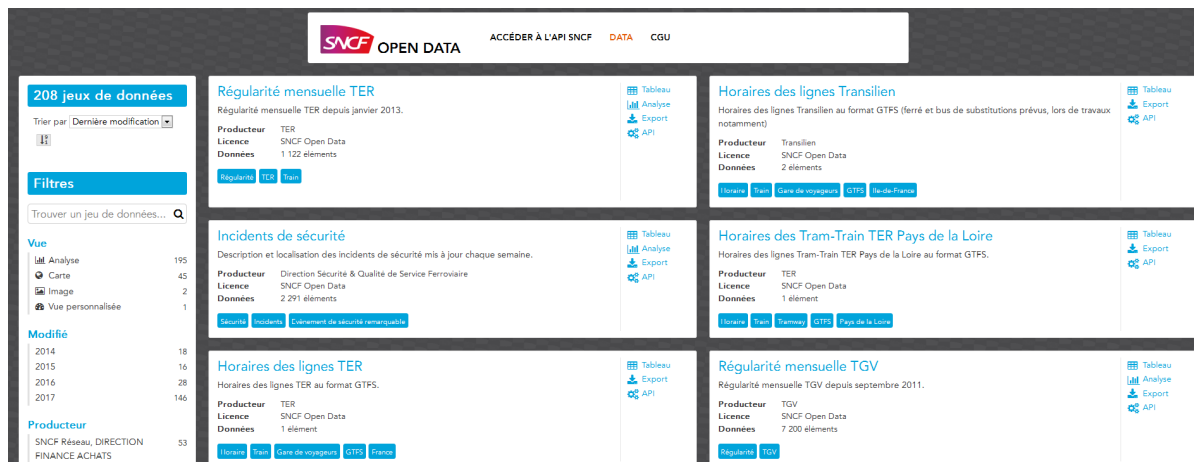 SNCF OPEN DATA
ACCÉDER À L'API SNCF DATA CGU
208 jeux de données
Trier par Dernière modification
Filtres
Trouver un jeu de données...
Vue
Analyse 195
Carte 45
Image 2
Vue personnalisée 1
Modifié
2014 18
2015 16
2016 28
2017 146
Producteur
SNCF Réseau, DIRECTION 53
FINANCE ACHATS
Régularité mensuelle TER
Régularité mensuelle TER depuis janvier 2013.
Producteur TER
Licence SNCF Open Data
Données 1 122 éléments
Régularité TER Train
Tableau
Analyse
Export
API
Horaires des lignes Transilien
Horaires des lignes Transilien au format GTFS (ferré et bus de substitutions prévus, lors de travaux
notamment)
Producteur Transilien
Licence SNCF Open Data
Données 2 éléments
Horaire Train Gare de voyageurs GTFS Ile-de-France
Tableau
Export
API
Incidents de sécurité
Description et localisation des incidents de sécurité mis à jour chaque semaine.
Producteur Direction Sécurité & Qualité de Service Ferroviaire
Licence SNCF Open Data
Données 2 291 éléments
Sécurité Incidents Evénement de sécurité remarquable
Tableau
Analyse
Export
API
Horaires des Tram-Train TER Pays de la Loire
Horaires des lignes Tram-Train TER Pays de la Loire au format GTFS.
Producteur TER
Licence SNCF Open Data
Données 1 élément
Horaire Train Tramway GTFS Pays de la Loire
Tableau
Export
API
Horaires des lignes TER
Horaires des lignes TER au format GTFS.
Producteur TER
Licence SNCF Open Data
Données 1 élément
Horaire Train Gare de voyageurs GTFS France
Tableau
Export
API
Régularité mensuelle TGV
Régularité mensuelle TGV depuis septembre 2011.
Producteur TGV
Licence SNCF Open Data
Données 7 200 éléments
Régularité TGV
Tableau
Analyse
Export
API